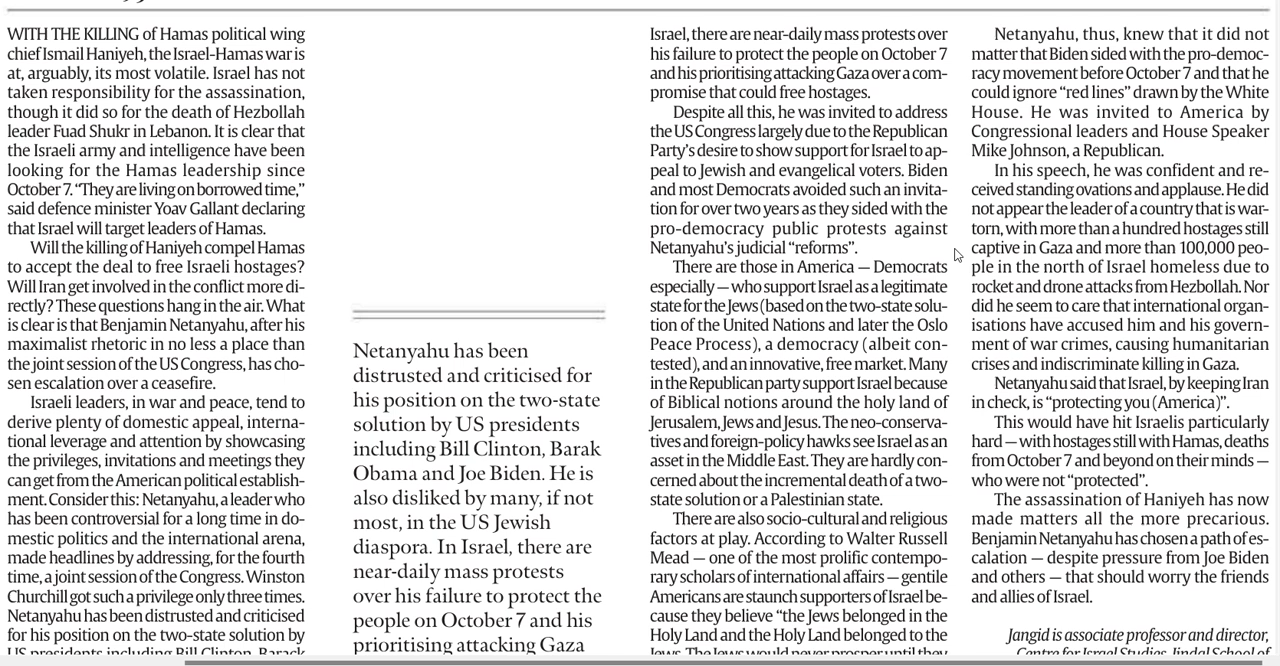 WITH THE KILLING of Hamas political wing
chief Ismail Haniyeh, the Israel-Hamas war is
at, arguably, its most volatile. Israel has not
taken responsibility for the assassination,
though it did so for the death of Hezbollah
leader Fuad Shukr in Lebanon. It is clear that
the Israeli army and intelligence have been
looking for the Hamas leadership since
October 7. “They are living on borrowed time,”
said defence minister Yoav Gallant declaring
that Israel will target leaders of Hamas.
Will the killing of Haniyeh compel Hamas
to accept the deal to free Israeli hostages?
Will Iran get involved in the conflict more di-
rectly? These questions hang in the air. What
is clear is that Benjamin Netanyahu, after his
maximalist rhetoric in no less a place than
the joint session of the US Congress, has cho-
sen escalation over a ceasefire.
Israeli leaders, in war and peace, tend to
derive plenty of domestic appeal, interna-
tional leverage and attention by showcasing
the privileges, invitations and meetings they
can get from the American political establish-
ment. Consider this: Netanyahu, a leader who
has been controversial for a long time in do-
mestic politics and the international arena,
made headlines by addressing, for the fourth
time, a joint session of the Congress. Winston
Churchill got such a privilege only three times.
Netanyahu has been distrusted and criticised
for his position on the two-state solution by
US presidents including Bill Clinton, Barack
Netanyahu has been
distrusted and criticised for
his position on the two-state
solution by US presidents
including Bill Clinton, Barak
Obama and Joe Biden. He is
also disliked by many, if not
most, in the US Jewish
diaspora. In Israel, there are
near-daily mass protests
over his failure to protect the
people on October 7 and his
prioritising attacking Gaza
Israel, there are near-daily mass protests over
his failure to protect the people on October 7
and his prioritising attacking Gaza over a com-
promise that could free hostages.
Despite all this, he was invited to address
the US Congress largely due to the Republican
Party’s desire to show support for Israel to ap-
peal to Jewish and evangelical voters. Biden
and most Democrats avoided such an invita-
tion for over two years as they sided with the
pro-democracy public protests against
Netanyahu’s judicial “reforms”.
There are those in America — Democrats
especially — who support Israel as a legitimate
state for the Jews (based on the two-state solu-
tion of the United Nations and later the Oslo
Peace Process), a democracy (albeit con-
tested), and an innovative, free market. Many
in the Republican party support Israel because
of Biblical notions around the holy land of
Jerusalem, Jews and Jesus. The neo-conserva-
tives and foreign-policy hawks see Israel as an
asset in the Middle East. They are hardly con-
cerned about the incremental death of a two-
state solution or a Palestinian state.
There are also socio-cultural and religious
factors at play. According to Walter Russell
Mead — one of the most prolific contempo-
rary scholars of international affairs — gentile
Americans are staunch supporters of Israel be-
cause they believe “the Jews belonged in the
Holy Land and the Holy Land belonged to the
Jews. The Jews would never prosper until they
Netanyahu, thus, knew that it did not
matter that Biden sided with the pro-democ-
racy movement before October 7 and that he
could ignore “red lines” drawn by the White
House. He was invited to America by
Congressional leaders and House Speaker
Mike Johnson, a Republican.
In his speech, he was confident and re-
ceived standing ovations and applause. He did
not appear the leader of a country that is war-
torn, with more than a hundred hostages still
captive in Gaza and more than 100,000 peo-
ple in the north of Israel homeless due to
rocket and drone attacks from Hezbollah. Nor
did he seem to care that international organ-
isations have accused him and his govern-
ment of war crimes, causing humanitarian
crises and indiscriminate killing in Gaza.
Netanyahu said that Israel, by keeping Iran
in check, is “protecting you (America)”.
This would have hit Israelis particularly
hard — with hostages still with Hamas, deaths
from October 7 and beyond on their minds —
who were not “protected”.
The assassination of Haniyeh has now
made matters all the more precarious.
Benjamin Netanyahu has chosen a path of es-
calation — despite pressure from Joe Biden
and others — that should worry the friends
and allies of Israel.
Jangid is associate professor and director,
Centre for Israel Studies, Jindal School of